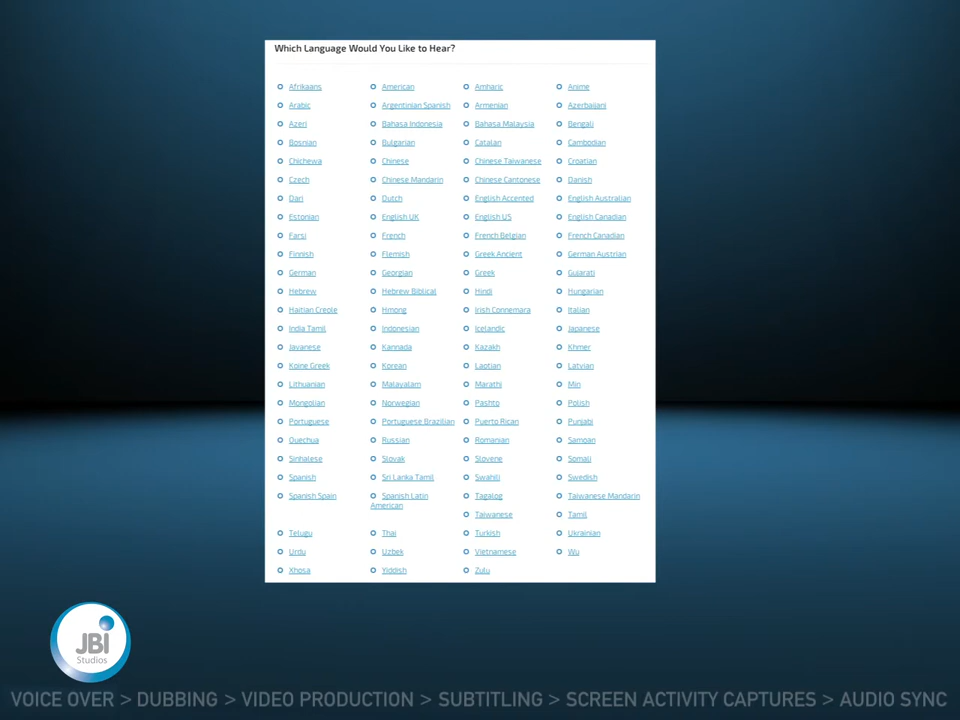 Which Language Would You Like to Hear?
Afrikaans American Amharic Anime
Arabic Argentinian Spanish Armenian Azerbaijani
Azeri Bahasa Indonesia Bahasa Malaysia Bengali
Bosnian Bulgarian Catalan Cambodian
Chichewa Chinese Chinese Taiwanese Croatian
Czech Chinese Mandarin Chinese Cantonese Danish
Dari Dutch English Accented English Australian
Estonian English UK English US English Canadian
Farsi French French Belgian French Canadian
Finnish Flemish Greek Ancient German Austrian
German Georgian Greek Gujarati
Hebrew Hebrew Biblical Hindi Hungarian
Haitian Creole Hmong Irish Connemara Italian
India Tamil Indonesian Icelandic Japanese
Javanese Kannada Kazakh Khmer
Koine Greek Korean Laotian Latvian
Lithuanian Malayalam Marathi Min
Mongolian Norwegian Pashto Polish
Portuguese Portuguese Brazilian Puerto Rican Punjabi
Quechua Russian Romanian Samoan
Sinhalese Slovak Slovene Somali
Spanish Sri Lanka Tamil Swahili Swedish
Spanish Spain Spanish Latin Tagalog Taiwanese Mandarin
American
Taiwanese Tamil
Telugu Thai Turkish Ukrainian
Urdu Uzbek Vietnamese Wu
Xhosa Yiddish Zulu
JBI
Studios
VOICE OVER > DUBBING > VIDEO PRODUCTION > SUBTITLING > SCREEN ACTIVITY CAPTURES > AUDIO SYNC